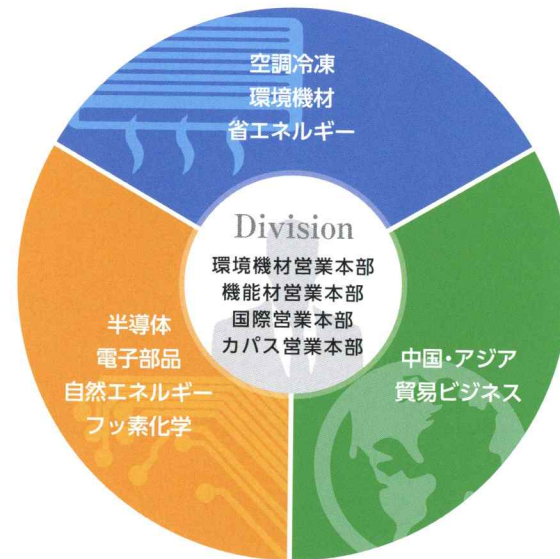 空調冷凍
環境機材
省エネルギー
Division
環境機材営業本部
機能材営業本部
国際営業本部
カパス営業本部
半導体
電子部品
自然エネルギー
フッ素化学
中国・アジア
貿易ビジネス